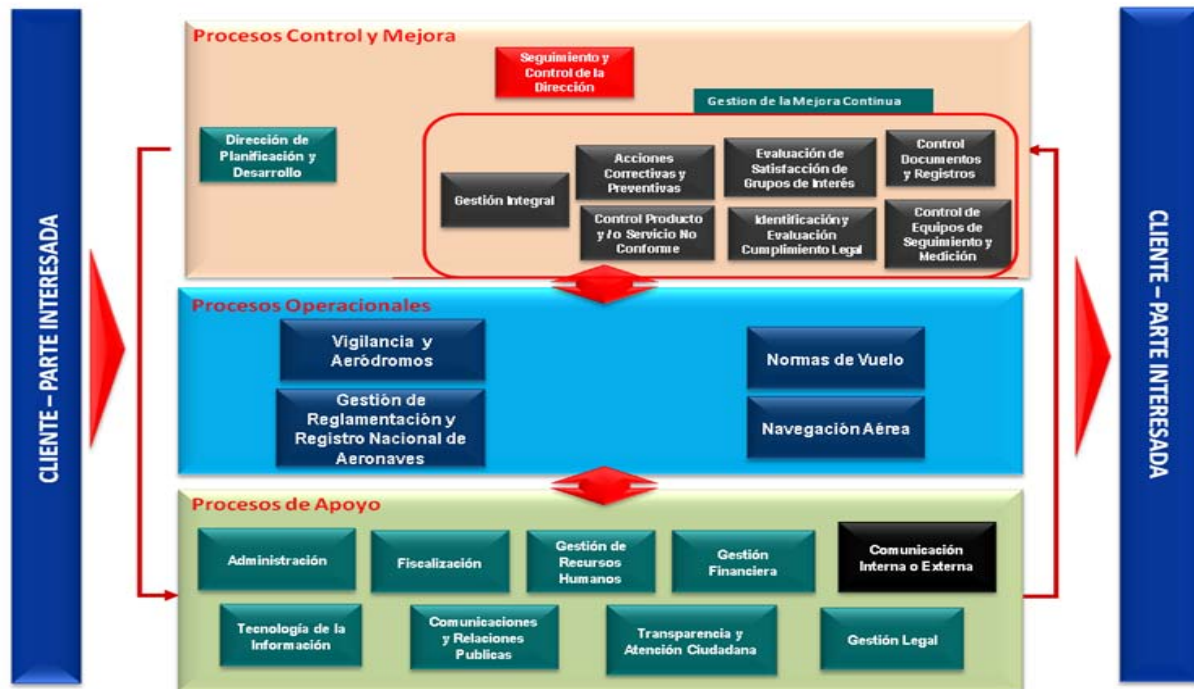 CLIENTE – PARTE INTERESADA
Procesos Control y Mejora
Seguimiento y
Control de la
Dirección
Gestion de la Mejora Continua
Dirección de
Planificación y
Desarrollo
Gestión Integral
Acciones
Correctivas y
Preventivas
Evaluación de
Satisfacción de
Grupos de Interés
Control
Documentos
y Registros
Control Producto
y /o Servicio No
Conforme
Identificación y
Evaluación
Cumplimiento Legal
Control de
Equipos de
Seguimiento y
Medición
Procesos Operacionales
Vigilancia y
Aeródromos
Normas de Vuelo
Gestión de
Reglamentación y
Registro Nacional de
Aeronaves
Navegación Aérea
Procesos de Apoyo
Administración
Fiscalización
Gestión de
Recursos
Humanos
Gestión
Financiera
Comunicación
Interna o Externa
Tecnología de la
Información
Comunicaciones
y Relaciones
Publicas
Transparencia y
Atención Ciudadana
Gestión Legal
CLIENTE – PARTE INTERESADA